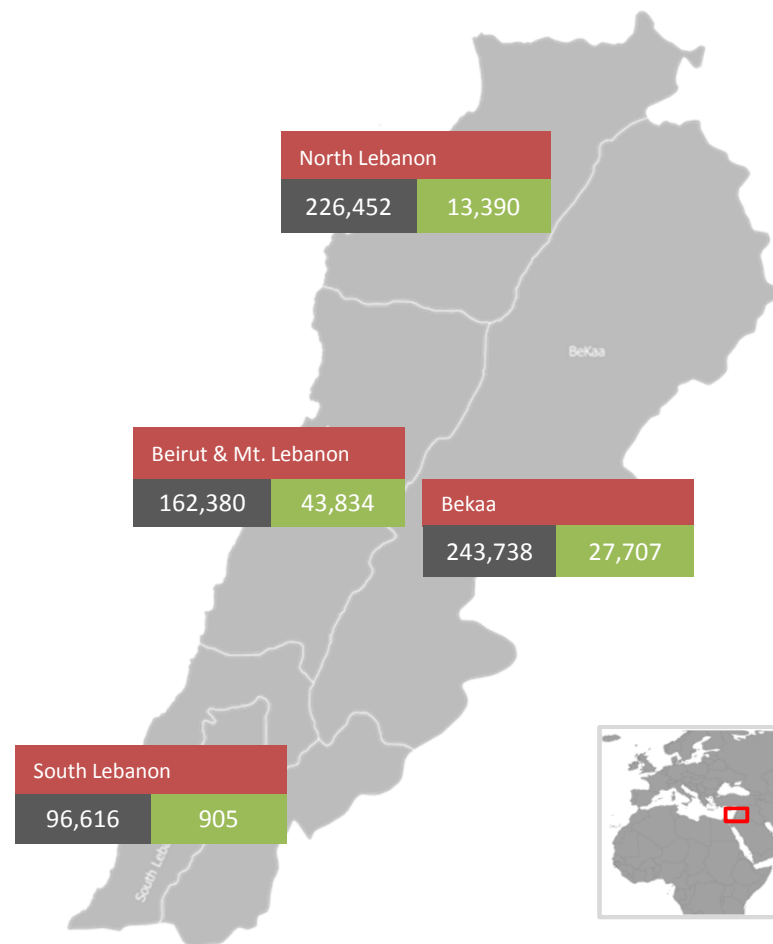 North Lebanon
226,452 13,390
BeKaa
Beirut & Mt. Lebanon
162,380 43,834
Bekaa
243,738 27,707
South Lebanon
96,616 905
South